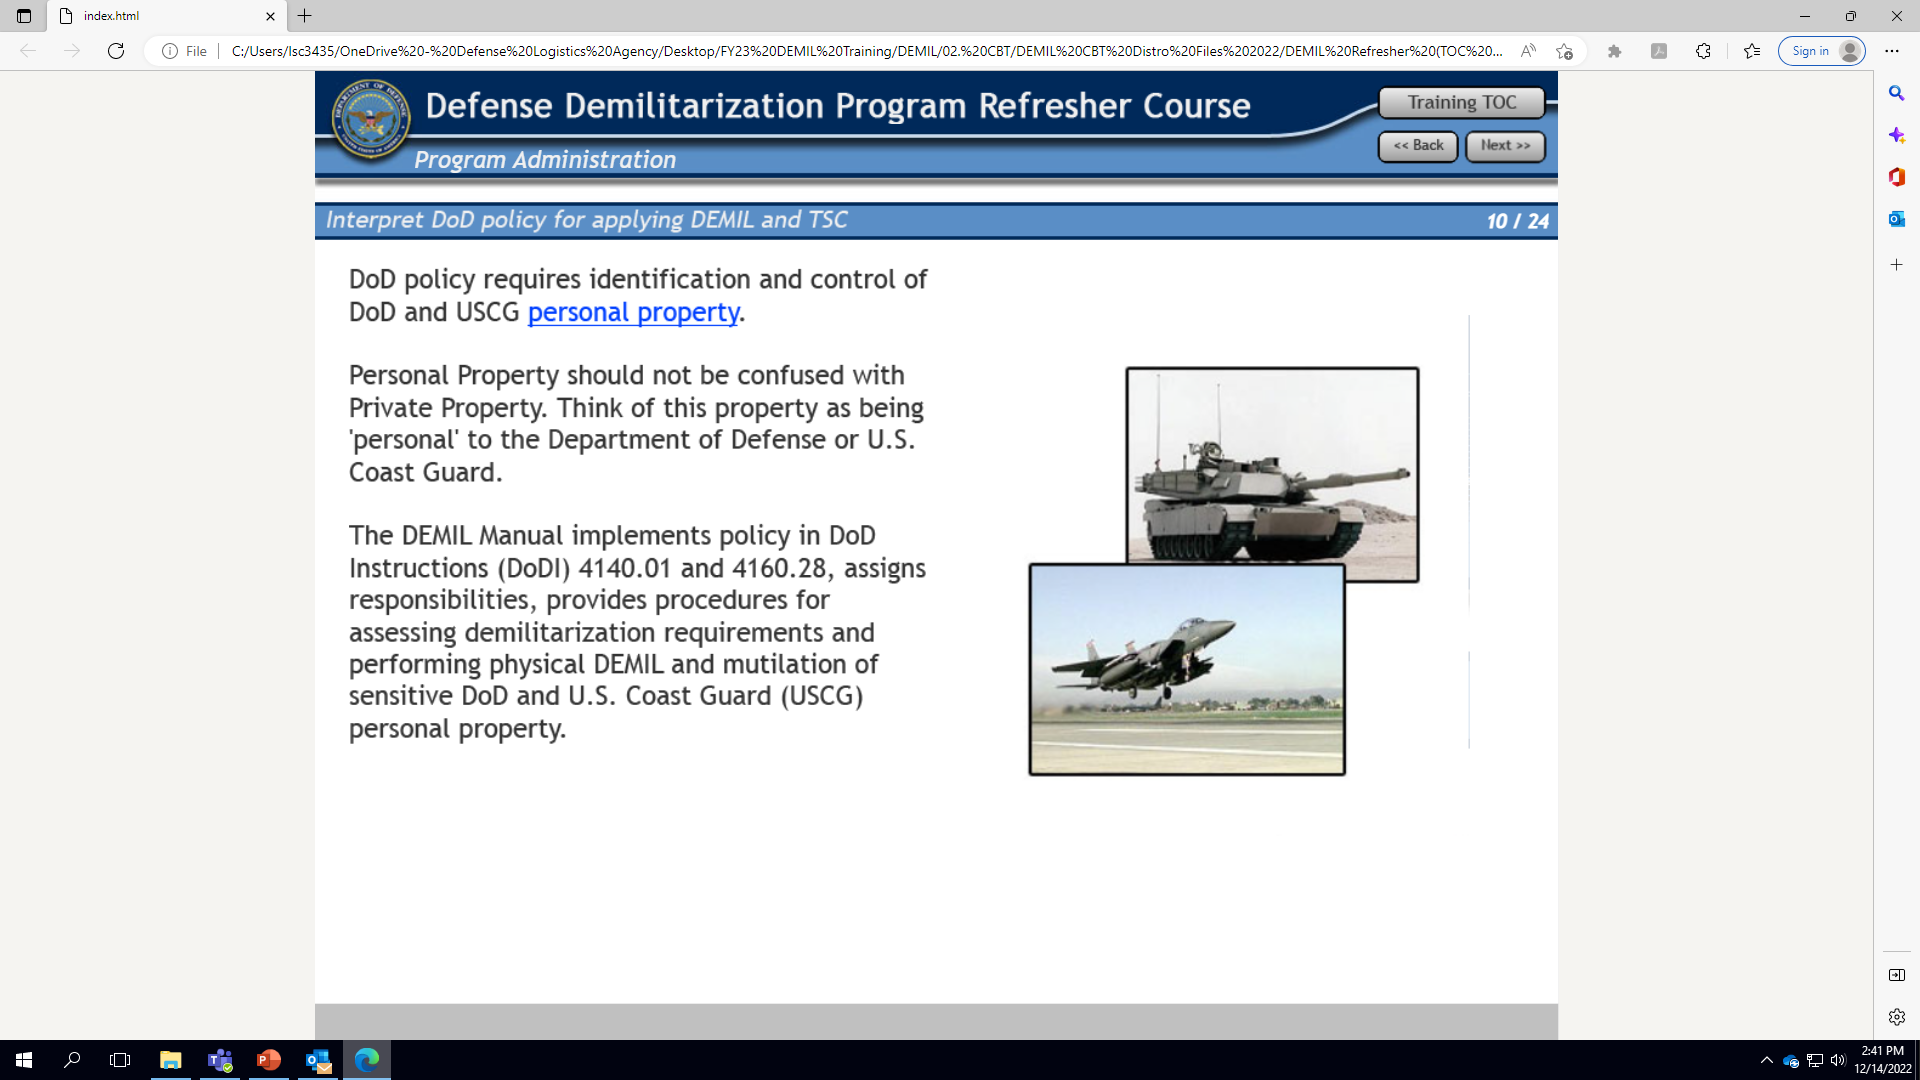 index.html
File
C:/Users/lsc3435/OneDrive%20-%20Defense%20Logistics%20Agency/Desktop/FY23%20DEMIL%20Training/DEMIL/02.%20CBT/DEMIL%20CBT%20Distro%20Files%202022/DEMIL%20Refresher%20(TOC%20...
Sign in
Defense Demilitarization Program Refresher Course
Training TOC
<< Back
Next >>
Program Administration
Interpret DoD policy for applying DEMIL and TSC
10 / 24
DoD policy requires identification and control of
DoD and USCG personal property.
Personal Property should not be confused with
Private Property. Think of this property as being
'personal' to the Department of Defense or U.S.
Coast Guard.
The DEMIL Manual implements policy in DoD
Instructions (DoDI) 4140.01 and 4160.28, assigns
responsibilities, provides procedures for
assessing demilitarization requirements and
performing physical DEMIL and mutilation of
sensitive DoD and U.S. Coast Guard (USCG)
personal property.
2:41 PM
12/14/2022